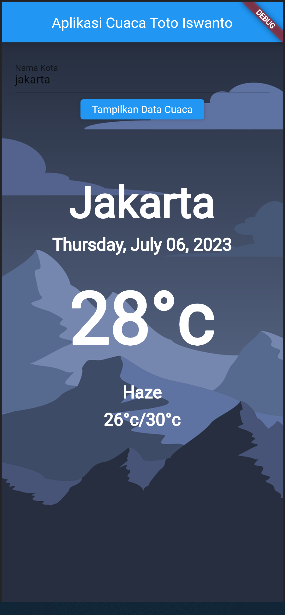 Aplikasi Cuaca Toto Iswanto
DEBUG
Nama Kota
jakarta
Tampilkan Data Cuaca
Jakarta
Thursday, July 06, 2023
28°c
Haze
26°c/30°c